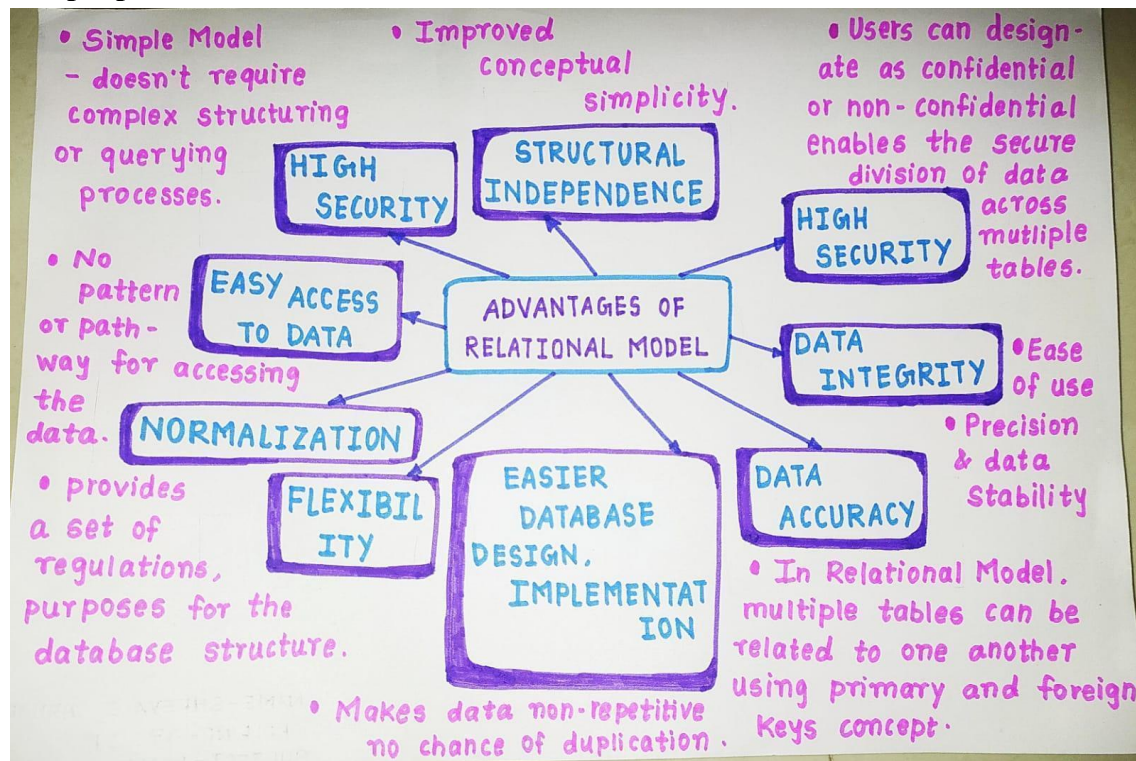 • Simple Model
- doesn't require
complex structuring
or querying
processes.
• Improved
conceptual
simplicity.
• Users can design-
ate as confidential
or non-confidential
enables the secure
division of data
across
mutliple
tables.
HIGH
SECURITY
STRUCTURAL
INDEPENDENCE
HIGH
SECURITY
• No
pattern
or path-
way for accessing
the
data.
EASY ACCESS
TO DATA
ADVANTAGES OF
RELATIONAL MODEL
DATA
INTEGRITY
• Ease
of use
NORMALIZATION
• Precision
& data
stability
• provides
a set of
regulations,
purposes for the
database structure.
FLEXIBIL
ITY
EASIER
DATABASE
DESIGN,
IMPLEMENTAT
ION
DATA
ACCURACY
• In Relational Model,
multiple tables can be
related to one another
using primary and foreign
keys concept.
• Makes data non-repetitive
no chance of duplication.